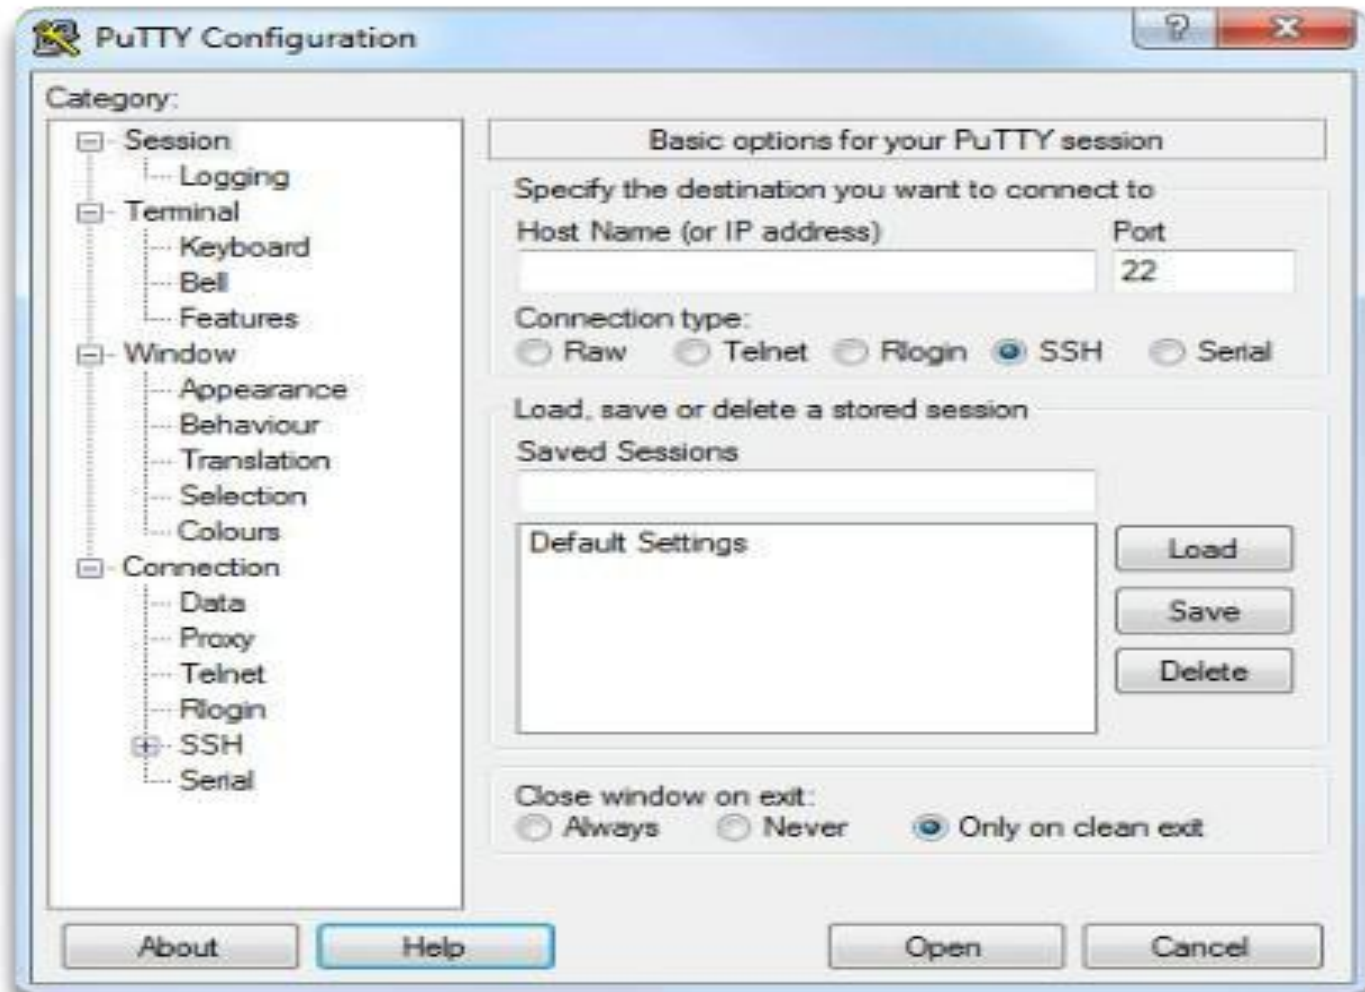 PuTTY Configuration
Category:
Session
Logging
Terminal
Keyboard
Bell
Features
Window
Appearance
Behaviour
Translation
Selection
Colours
Connection
Data
Proxy
Telnet
Rlogin
SSH
Serial
Basic options for your PuTTY session
Specify the destination you want to connect to
Host Name (or IP address) Port
22
Connection type:
Raw Telnet Rlogin SSH Serial
Load, save or delete a stored session
Saved Sessions
Default Settings
Load
Save
Delete
Close window on exit:
Always Never Only on clean exit
About Help Open Cancel